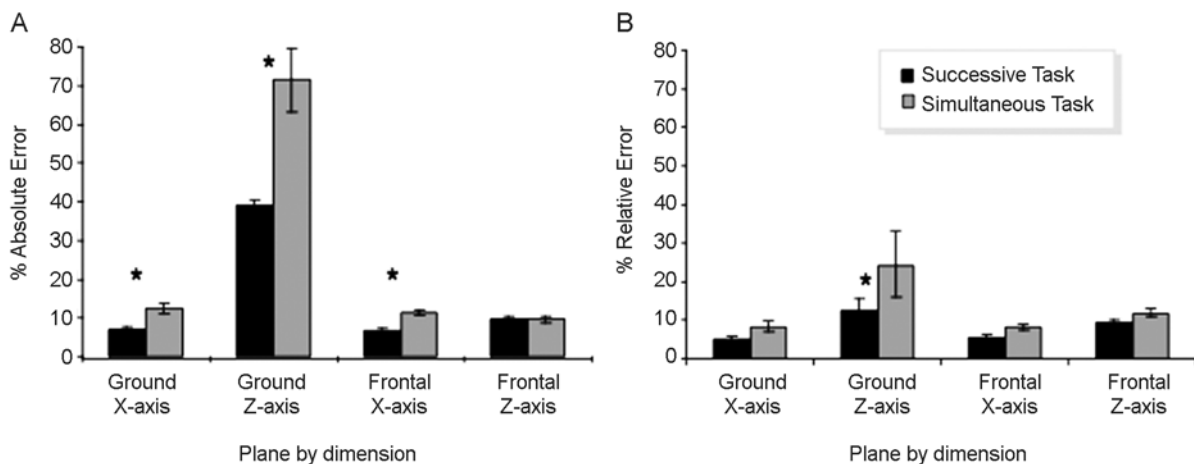 A
% Absolute Error
80
70
60
50
40
30
20
10
0
*
*
*
Ground X-axis
Ground Z-axis
Frontal X-axis
Frontal Z-axis
Plane by dimension
B
% Relative Error
80
70
60
50
40
30
20
10
0
Successive Task
Simultaneous Task
*
Ground X-axis
Ground Z-axis
Frontal X-axis
Frontal Z-axis
Plane by dimension